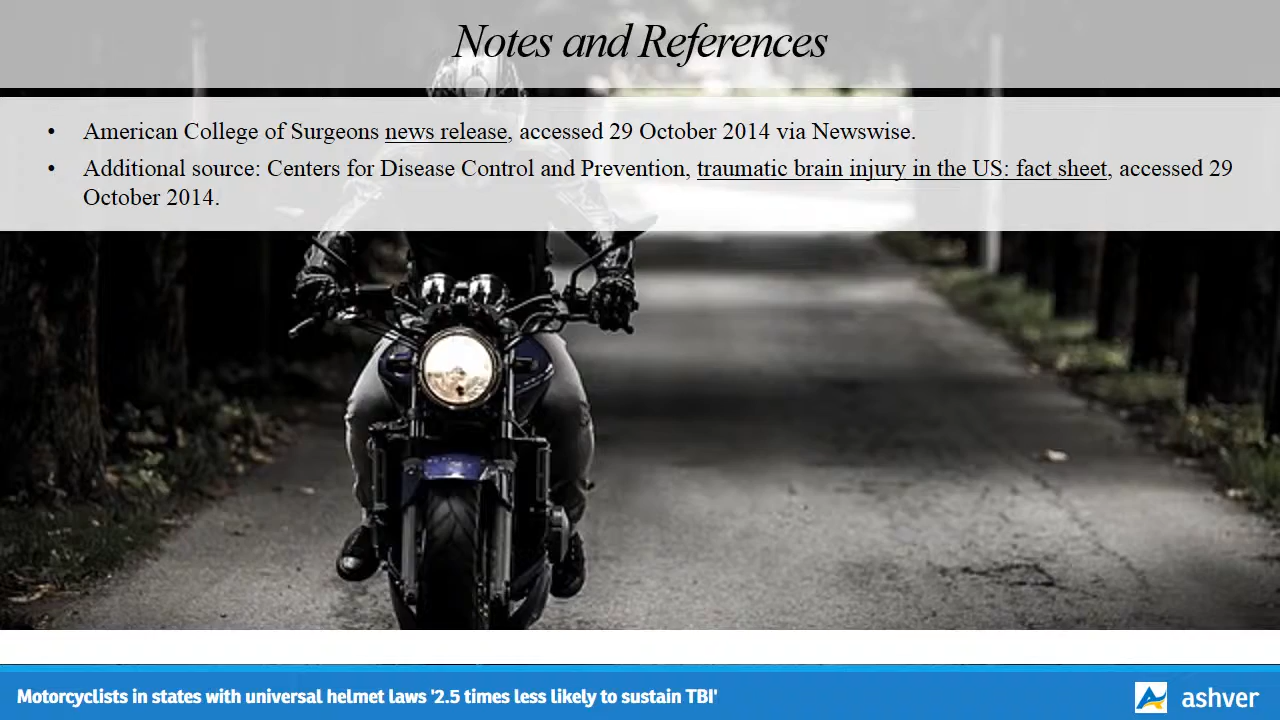 Notes and References
• American College of Surgeons news release, accessed 29 October 2014 via Newswise.
• Additional source: Centers for Disease Control and Prevention, traumatic brain injury in the US: fact sheet, accessed 29
October 2014.
Motorcyclists in states with universal helmet laws '2.5 times less likely to sustain TBI'
ashver